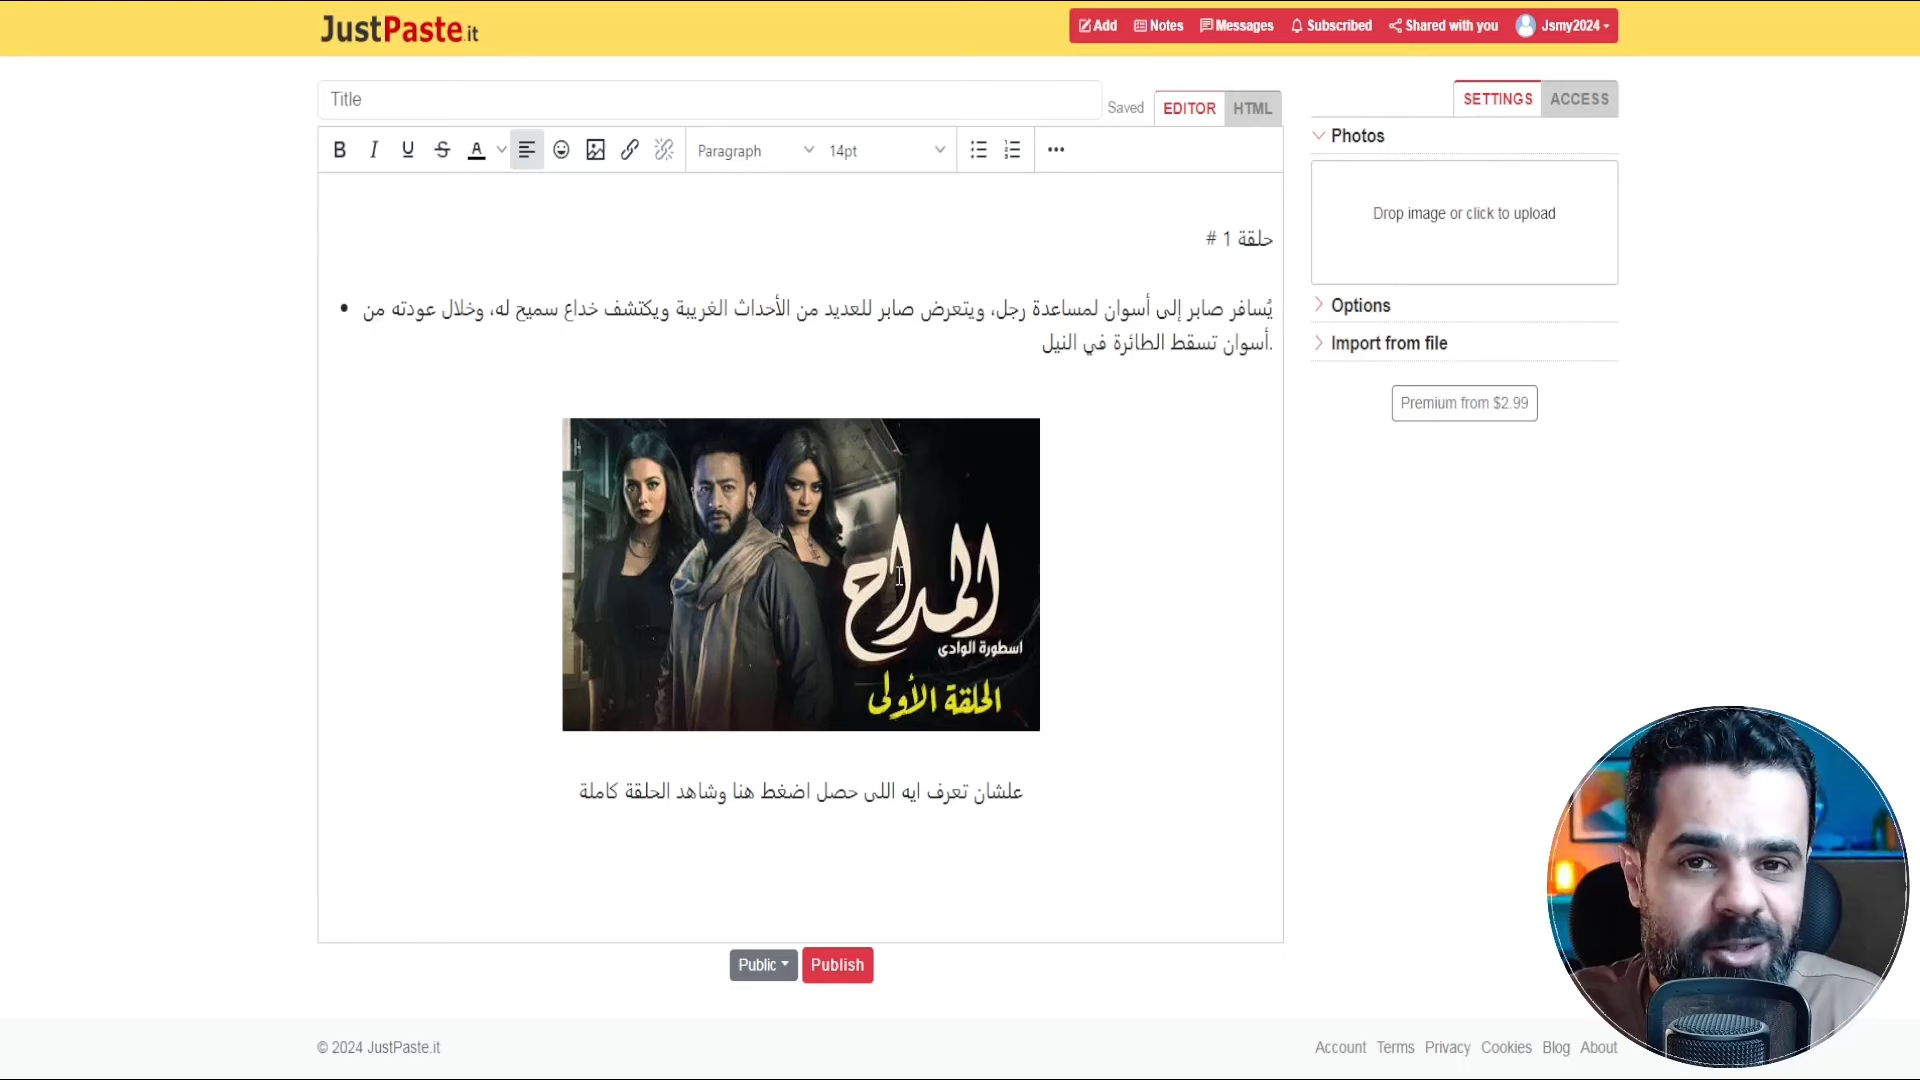 JustPaste.it
Add
Notes
Messages
Subscribed
Shared with you
Jsmy2024
Title
Saved
EDITOR
HTML
SETTINGS
ACCESS
B I U S A
Paragraph
14pt
Photos
Drop image or click to upload
Options
Import from file
Premium from $2.99
حلقة 1 #
يُسافر صابر إلى أسوان لمساعدة رجل، ويتعرض صابر للعديد من الأحداث الغريبة ويكتشف خداع سميح له، وخلال عودته من
أسوان تسقط الطائرة في النيل.
المداح
اسطورة الوادى
الحلقة الأولى
علشان تعرف ايه اللى حصل اضغط هنا وشاهد الحلقة كاملة
Public
Publish
© 2024 JustPaste.it
Account
Terms
Privacy
Cookies
Blog
About